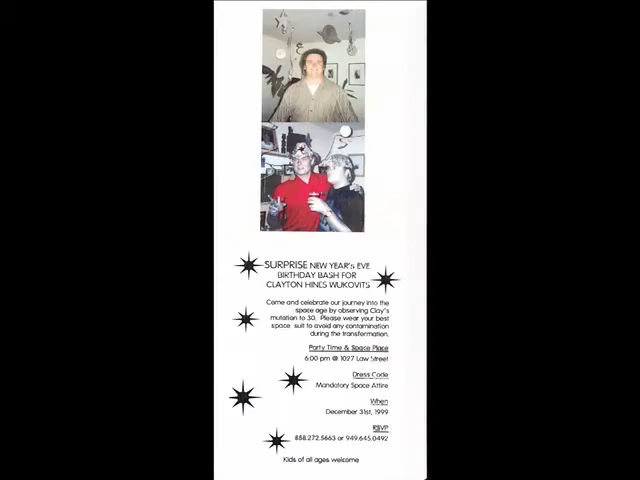 SURPRISE NEW YEAR's EVE
BIRTHDAY BASH FOR
CLAYTON HINES WUKOVITS
Come and celebrate our journey into the
space age by observing Clay's
mutation to 30. Please wear your best
space suit to avoid any contamination
during the transformation.
Party Time & Space Place
6:00 pm @ 1027 Law Street
Dress Code
Mandatory Space Attire
When
December 31st, 1999
RSVP
858.272.5663 or 949.645.0492
Kids of all ages welcome